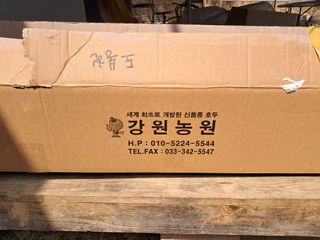 세계 최초로 개발된 신품종 호두
강원농원
H.P : 010-5224-5544
TEL.FAX : 033-342-5547